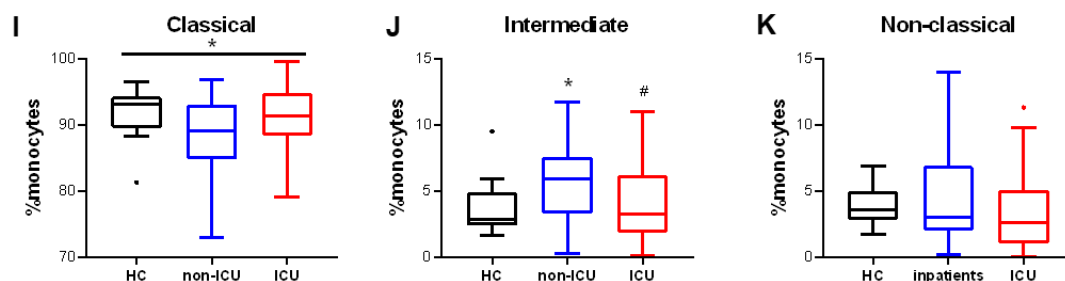 I
Classical
*
%monocytes
100
90
80
70
HC
non-ICU
ICU
J
Intermediate
*
#
%monocytes
15
10
5
0
HC
non-ICU
ICU
K
Non-classical
%monocytes
15
10
5
0
HC
inpatients
ICU